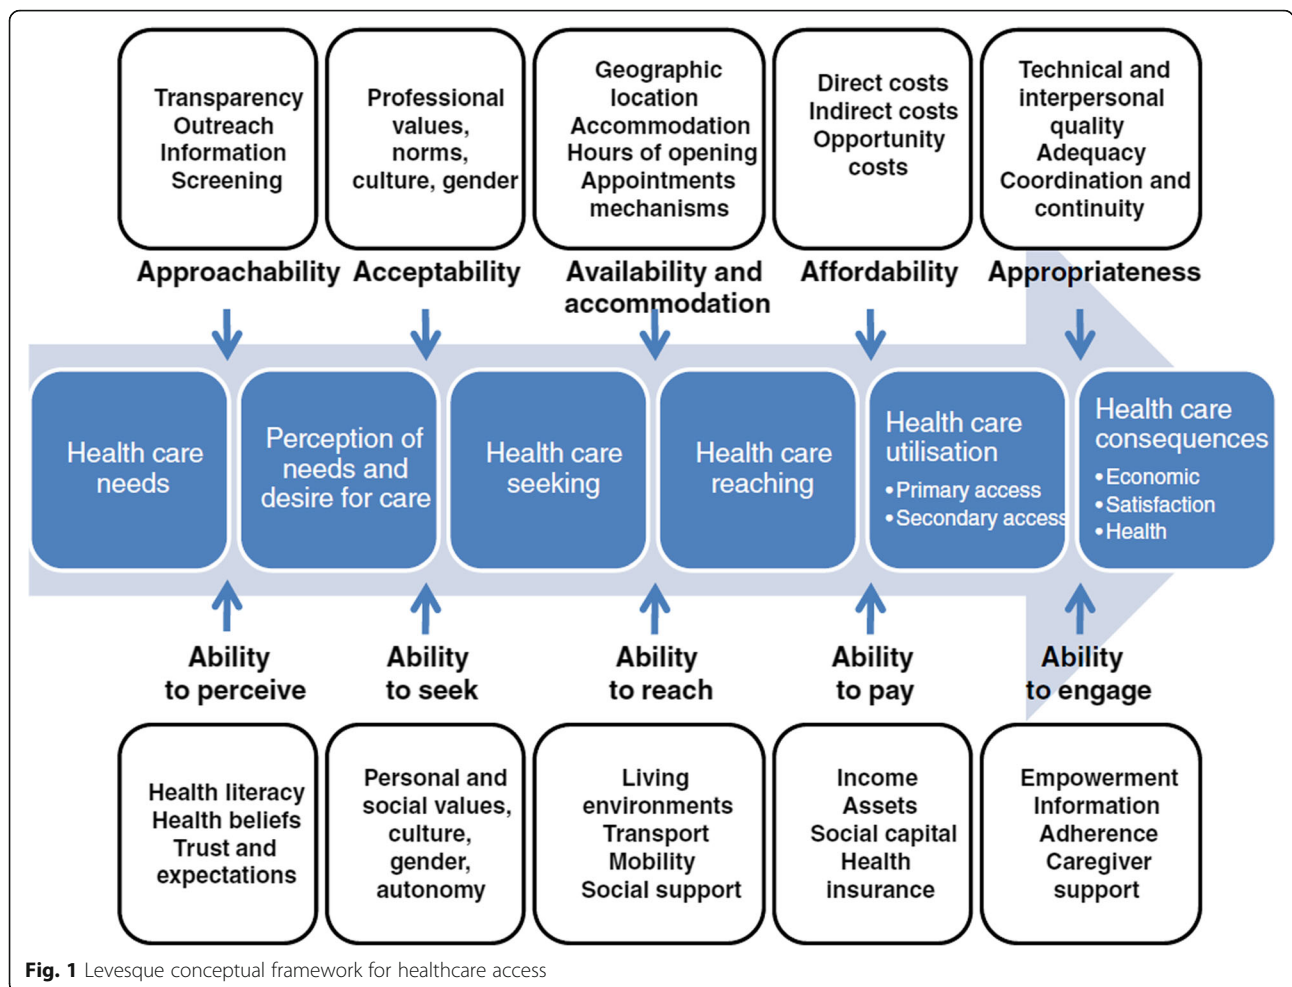 Transparency
Outreach
Information
Screening
Professional
values,
norms,
culture, gender
Geographic
location
Accommodation
Hours of opening
Appointments
mechanisms
Direct costs
Indirect costs
Opportunity
costs
Technical and
interpersonal
quality
Adequacy
Coordination and
continuity
Approachability
Acceptability
Availability and
accommodation
Affordability
Appropriateness
Health care
needs
Perception of
needs and
desire for care
Health care
seeking
Health care
reaching
Health care
utilisation
• Primary access
• Secondary access
Health care
consequences
• Economic
• Satisfaction
• Health
Ability
to perceive
Ability
to seek
Ability
to reach
Ability
to pay
Ability
to engage
Health literacy
Health beliefs
Trust and
expectations
Personal and
social values,
culture,
gender,
autonomy
Living
environments
Transport
Mobility
Social support
Income
Assets
Social capital
Health
insurance
Empowerment
Information
Adherence
Caregiver
support
Fig. 1 Levesque conceptual framework for healthcare access